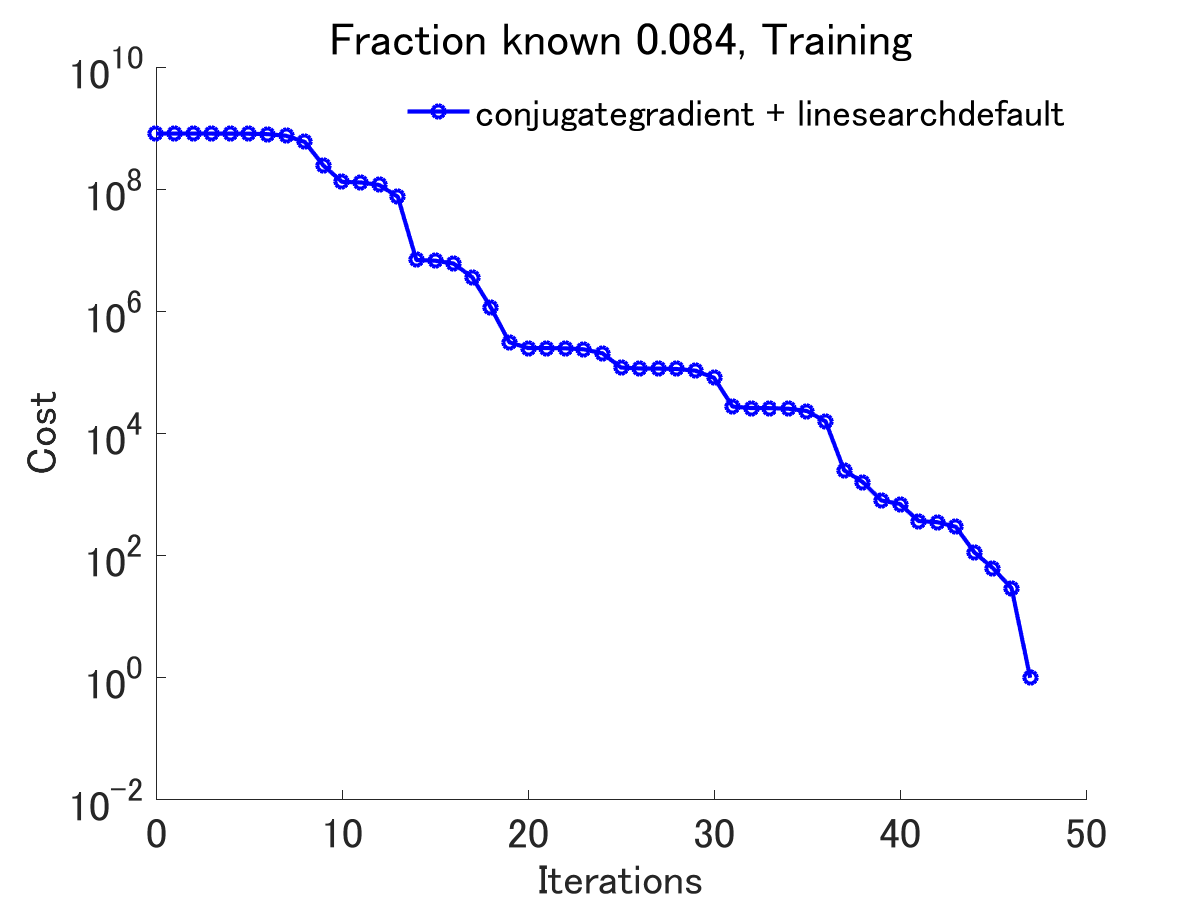 Fraction known 0.084, Training
conjugategradient + linesearchdefault
10^10
10^8
10^6
10^4
10^2
10^0
10^-2
Cost
0 10 20 30 40 50
Iterations